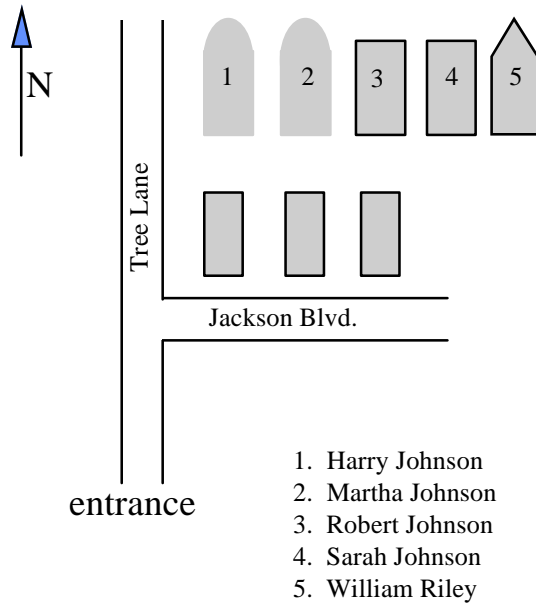 N
1 2 3 4 5
Tree Lane
Jackson Blvd.
entrance
1. Harry Johnson
2. Martha Johnson
3. Robert Johnson
4. Sarah Johnson
5. William Riley